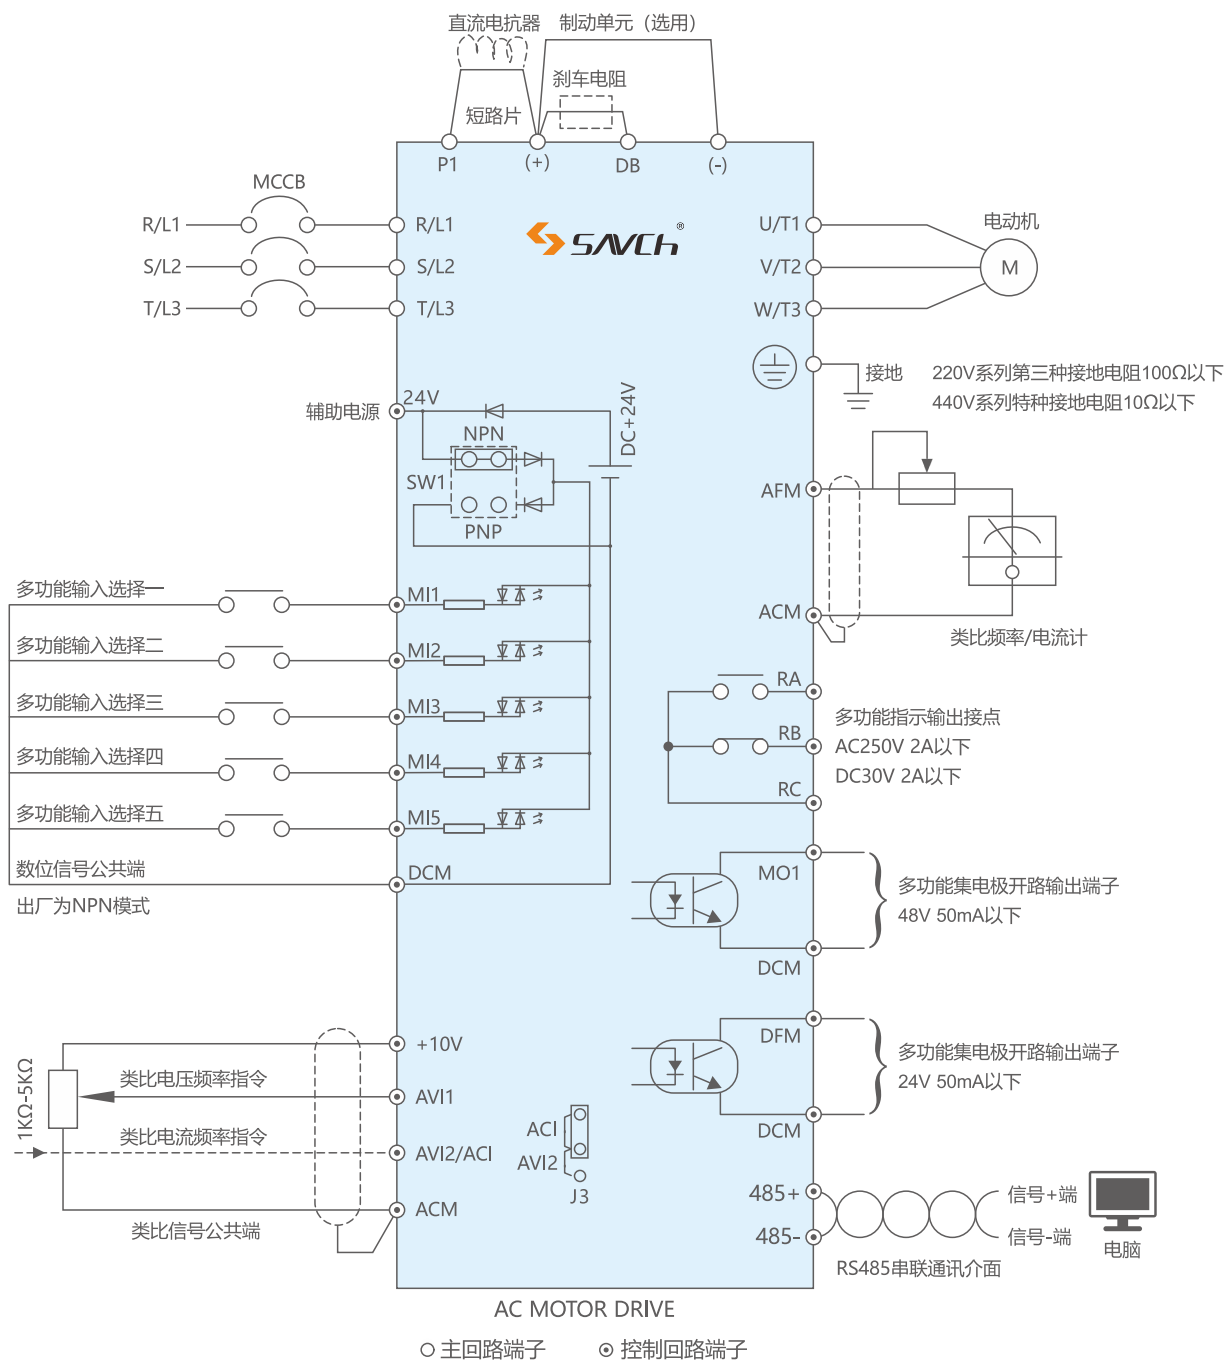 直流电抗器 制动单元（选用）
刹车电阻
短路片
P1 (+) DB (-)
MCCB
R/L1 R/L1
S/L2 S/L2
T/L3 T/L3
SAVCh®
U/T1
V/T2
W/T3
电动机
M
接地
220V系列第三种接地电阻100Ω以下
440V系列特种接地电阻10Ω以下
辅助电源
24V
NPN
SW1
PNP
DC+24V
AFM
ACM
类比频率/电流计
多功能输入选择一
MI1
多功能输入选择二
MI2
多功能输入选择三
MI3
多功能输入选择四
MI4
多功能输入选择五
MI5
数位信号公共端
DCM
出厂为NPN模式
RA
RB
RC
多功能指示输出接点
AC250V 2A以下
DC30V 2A以下
MO1
DCM
多功能集电极开路输出端子
48V 50mA以下
DFM
DCM
多功能集电极开路输出端子
24V 50mA以下
1KΩ-5KΩ
+10V
类比电压频率指令
AVI1
类比电流频率指令
AVI2/ACI
ACM
类比信号公共端
ACI
AVI2
J3
485+
485-
信号+端
信号-端
电脑
RS485串联通讯介面
AC MOTOR DRIVE
主回路端子 控制回路端子